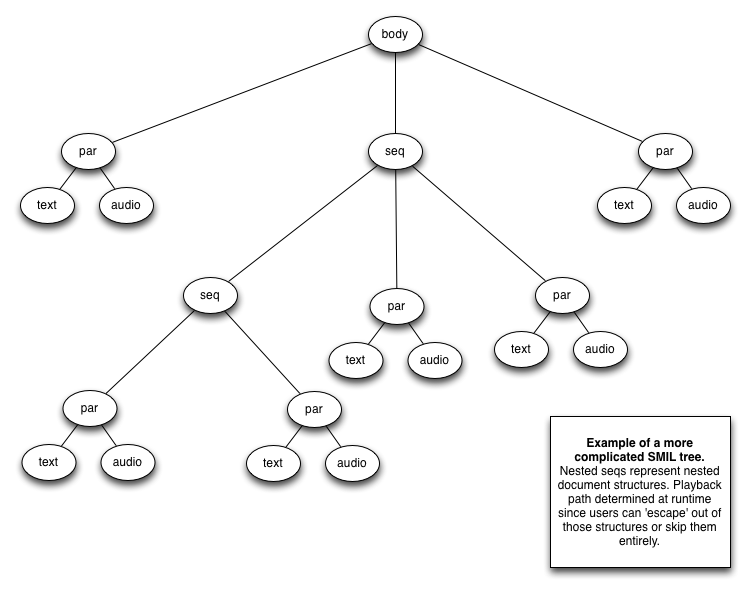 body
par
seq
par
text
audio
text
audio
seq
par
par
text
audio
text
audio
par
par
text
audio
text
audio
Example of a more
complicated SMIL tree.
Nested seqs represent nested
document structures. Playback
path determined at runtime
since users can 'escape' out of
those structures or skip them
entirely.